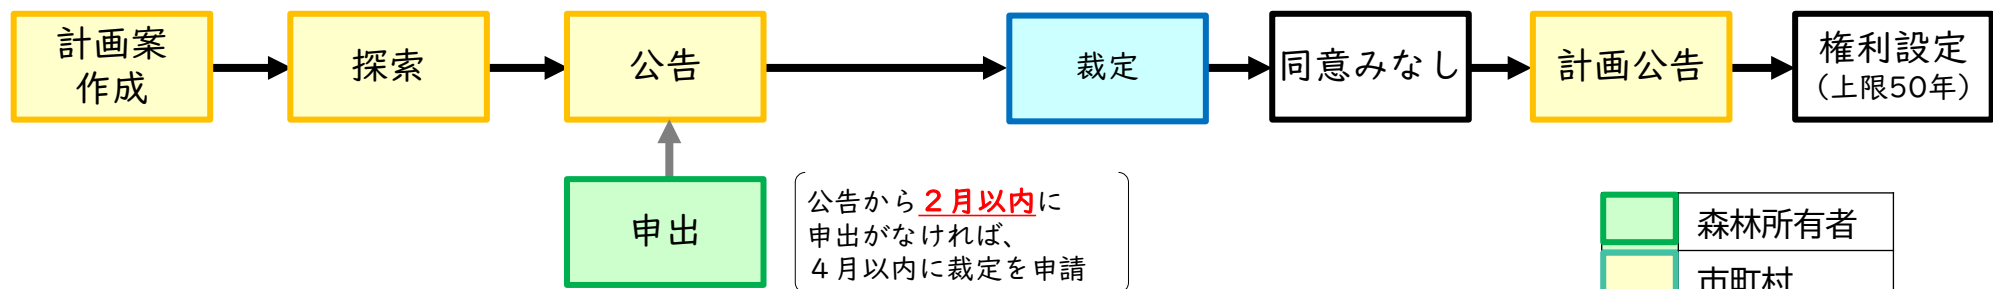 計画案
作成
探索
公告
裁定
同意みなし
計画公告
権利設定
(上限50年)
申出
公告から２月以内に
申出がなければ、
４月以内に裁定を申請
森林所有者
市町村